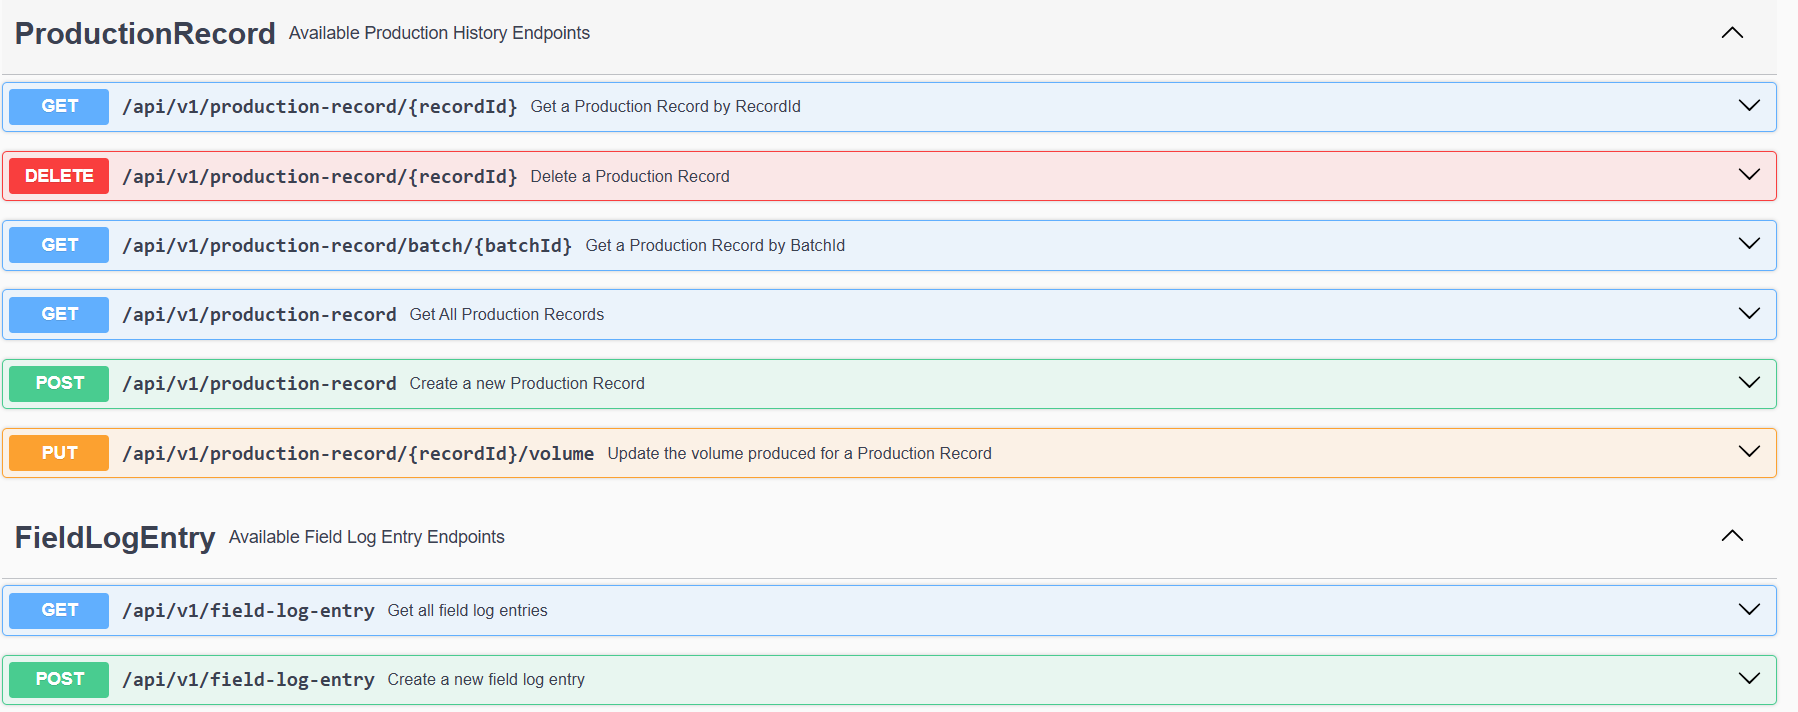 ProductionRecord Available Production History Endpoints
GET /api/v1/production-record/{recordId} Get a Production Record by RecordId
DELETE /api/v1/production-record/{recordId} Delete a Production Record
GET /api/v1/production-record/batch/{batchId} Get a Production Record by BatchId
GET /api/v1/production-record Get All Production Records
POST /api/v1/production-record Create a new Production Record
PUT /api/v1/production-record/{recordId}/volume Update the volume produced for a Production Record
FieldLogEntry Available Field Log Entry Endpoints
GET /api/v1/field-log-entry Get all field log entries
POST /api/v1/field-log-entry Create a new field log entry